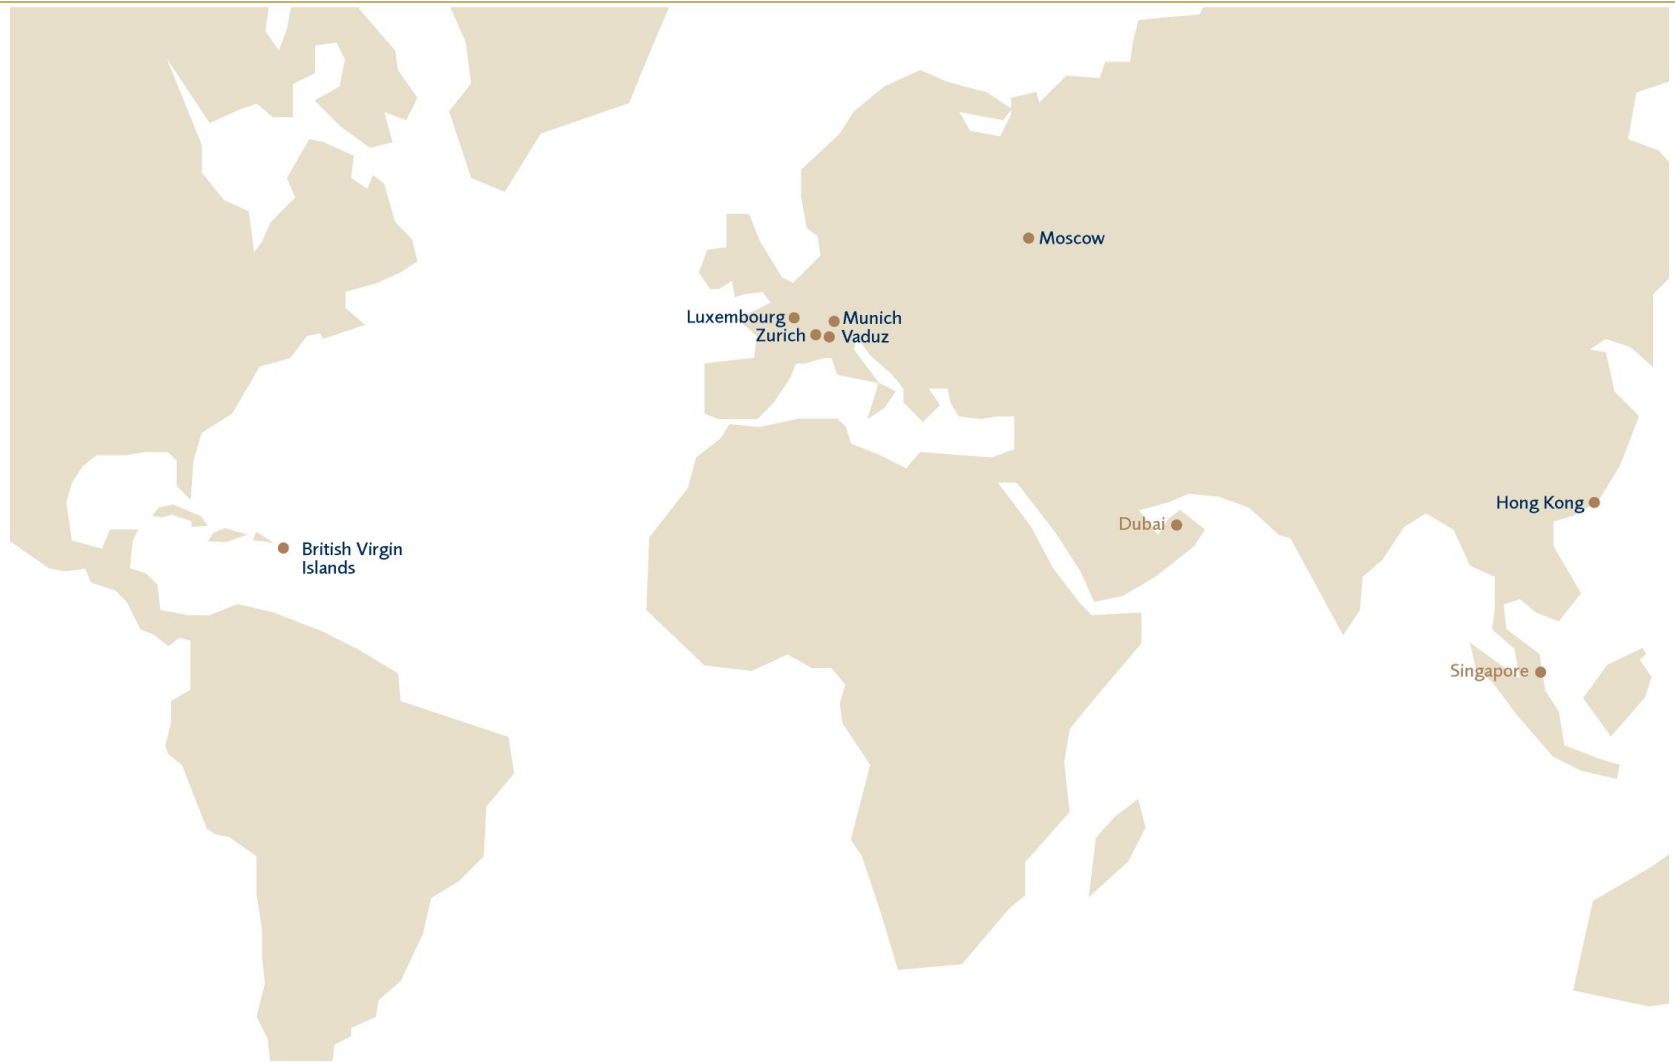 Moscow
Luxembourg
Munich
Zurich
Vaduz
Hong Kong
Dubai
British Virgin
Islands
Singapore